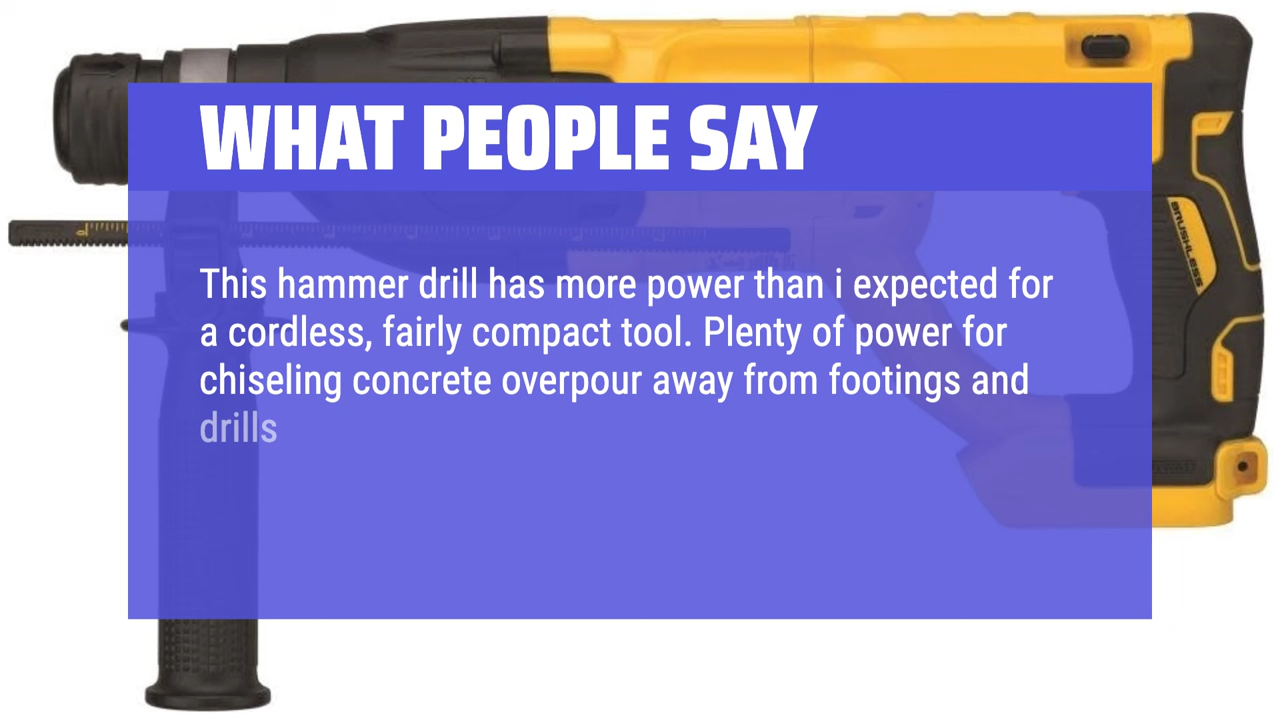 WHAT PEOPLE SAY
This hammer drill has more power than i expected for
a cordless, fairly compact tool. Plenty of power for
chiseling concrete overpour away from footings and
drills
BRUSHLESS